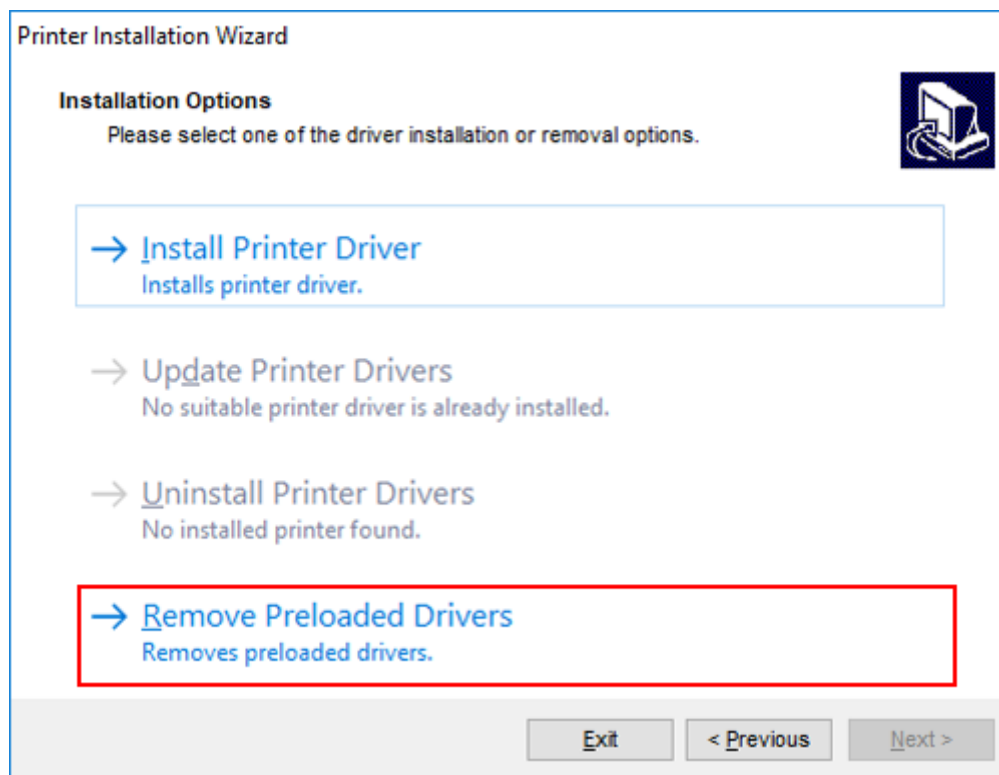 Printer Installation Wizard
Installation Options
Please select one of the driver installation or removal options.
Install Printer Driver
Installs printer driver.
Update Printer Drivers
No suitable printer driver is already installed.
Uninstall Printer Drivers
No installed printer found.
Remove Preloaded Drivers
Removes preloaded drivers.
Exit < Previous Next >